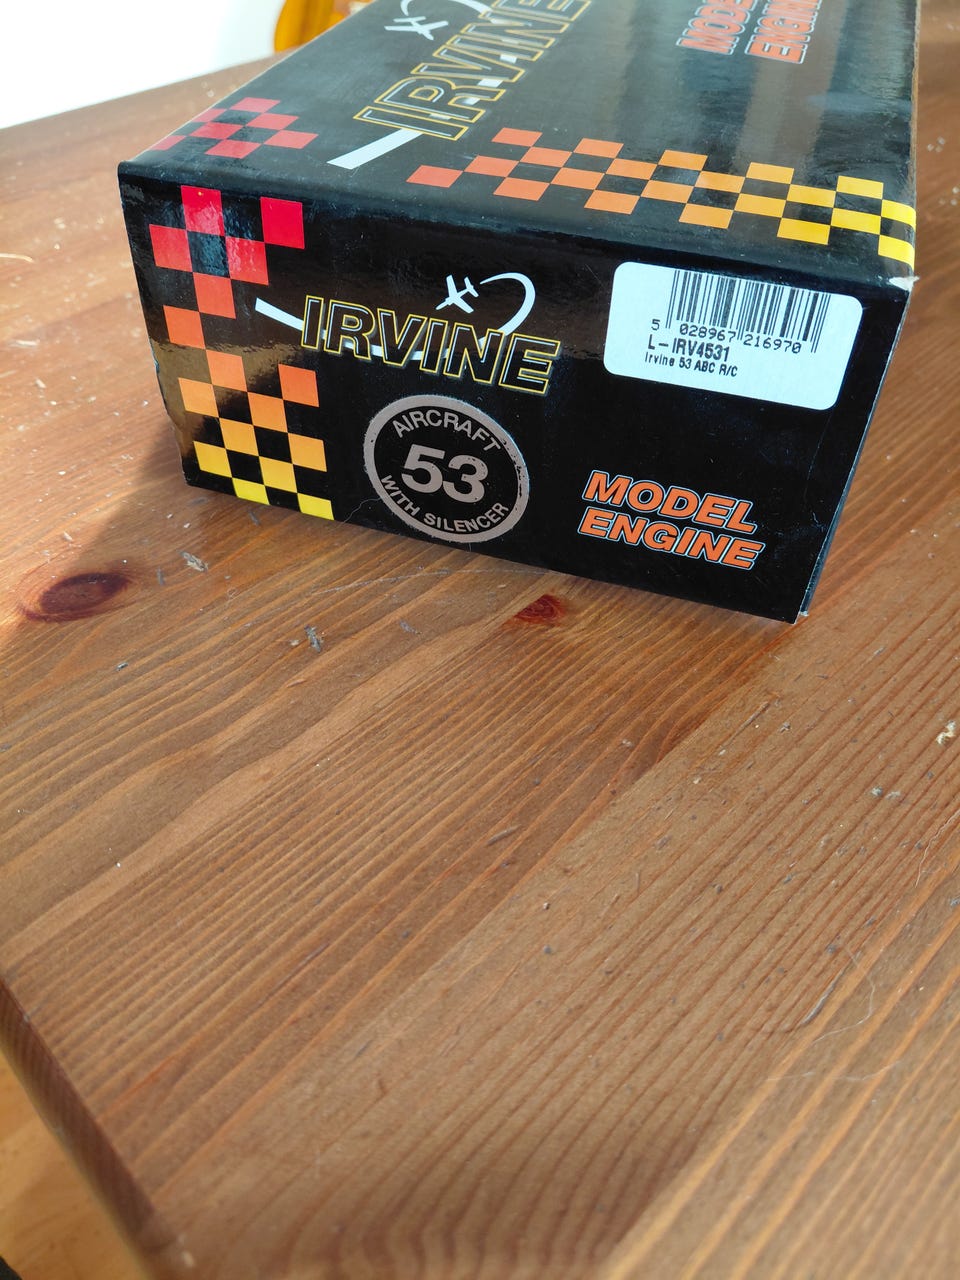 IRVINE
MODEL
ENGINE
IRVINE
5 028967 216970
L-IRV4531
Irvine 53 ABC R/C
AIRCRAFT
53
WITH SILENCER
MODEL
ENGINE